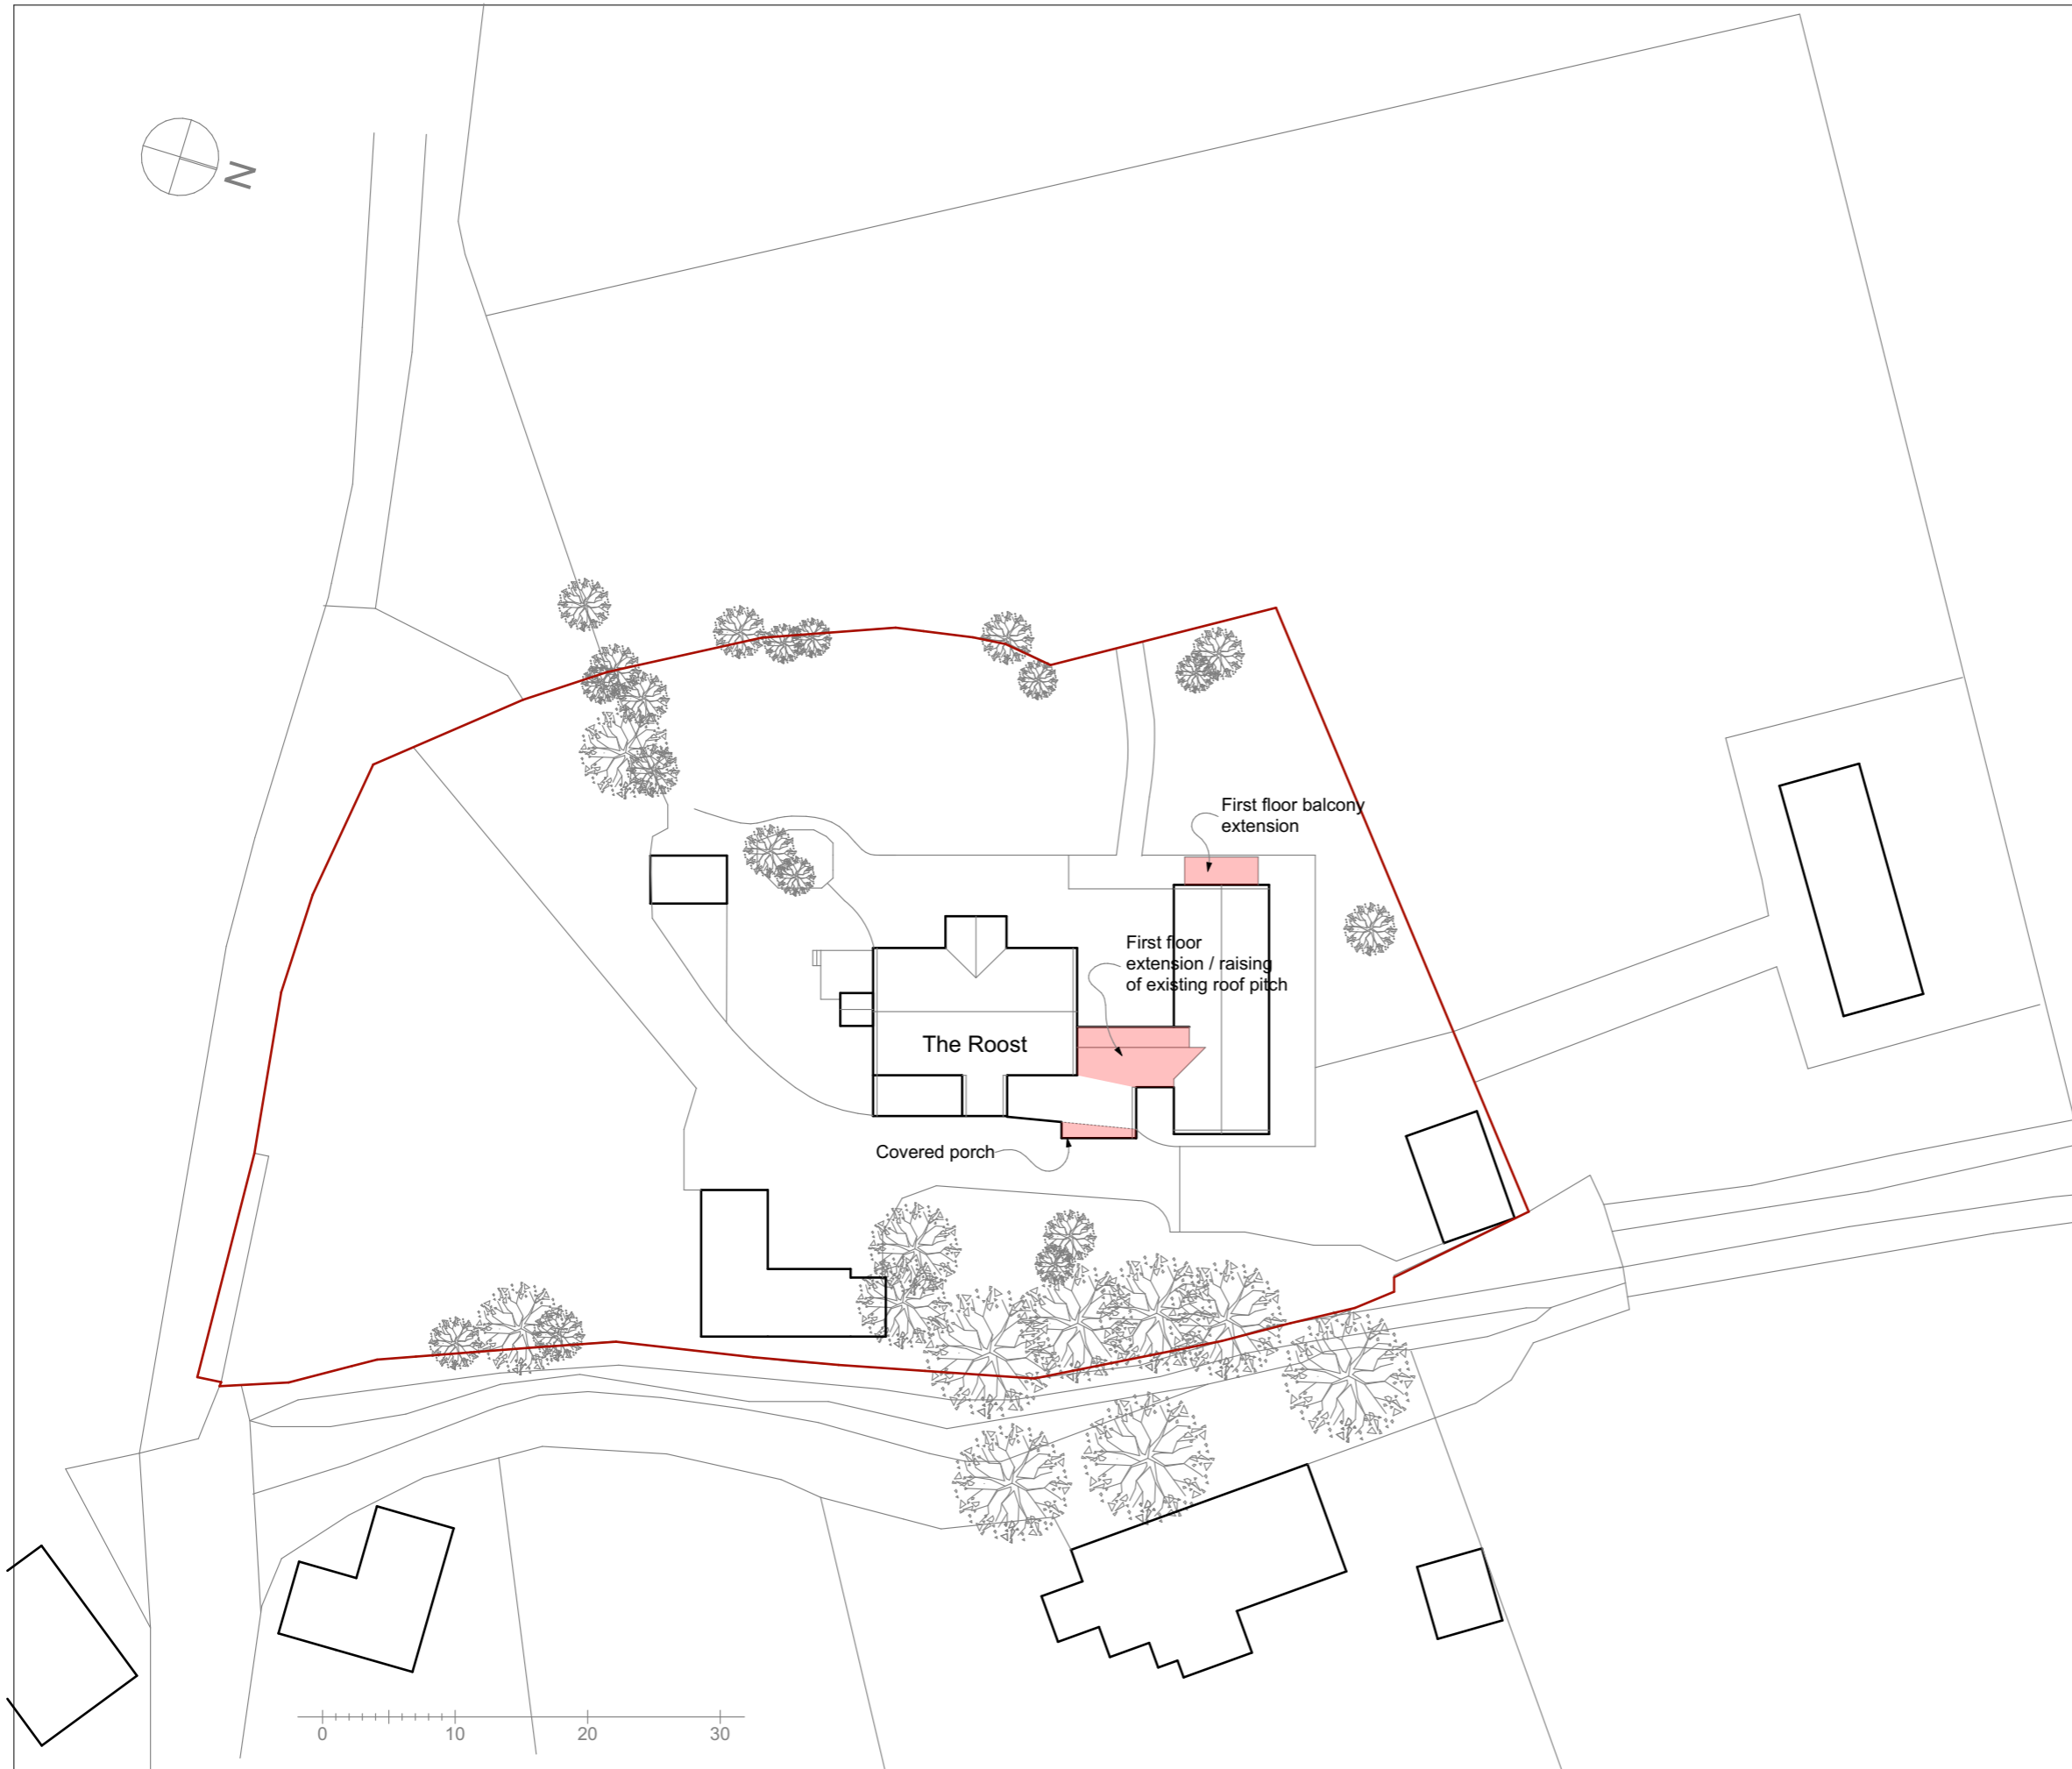 N
First floor balcony
extension
First floor
extension / raising
of existing roof pitch
The Roost
Covered porch
0 10 20 30